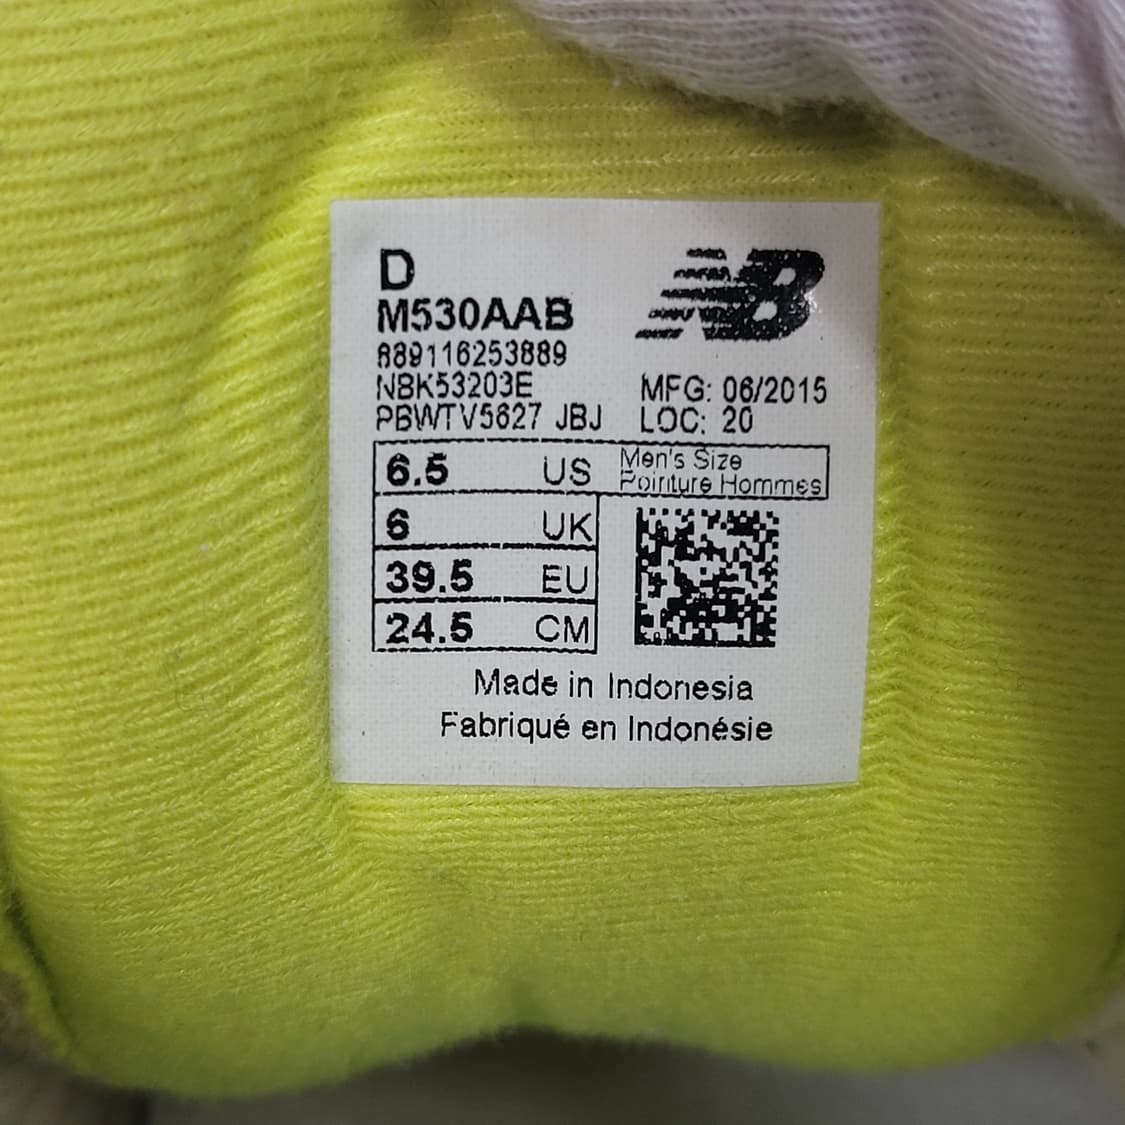 D
NB
M530AAB
889116253889
NBK53203E MFG: 06/2015
PBWTV5627 JBJ LOC: 20
6.5 US Men's Size
Pointure Hommes
6 UK
39.5 EU
24.5 CM
Made in Indonesia
Fabriqué en Indonésie